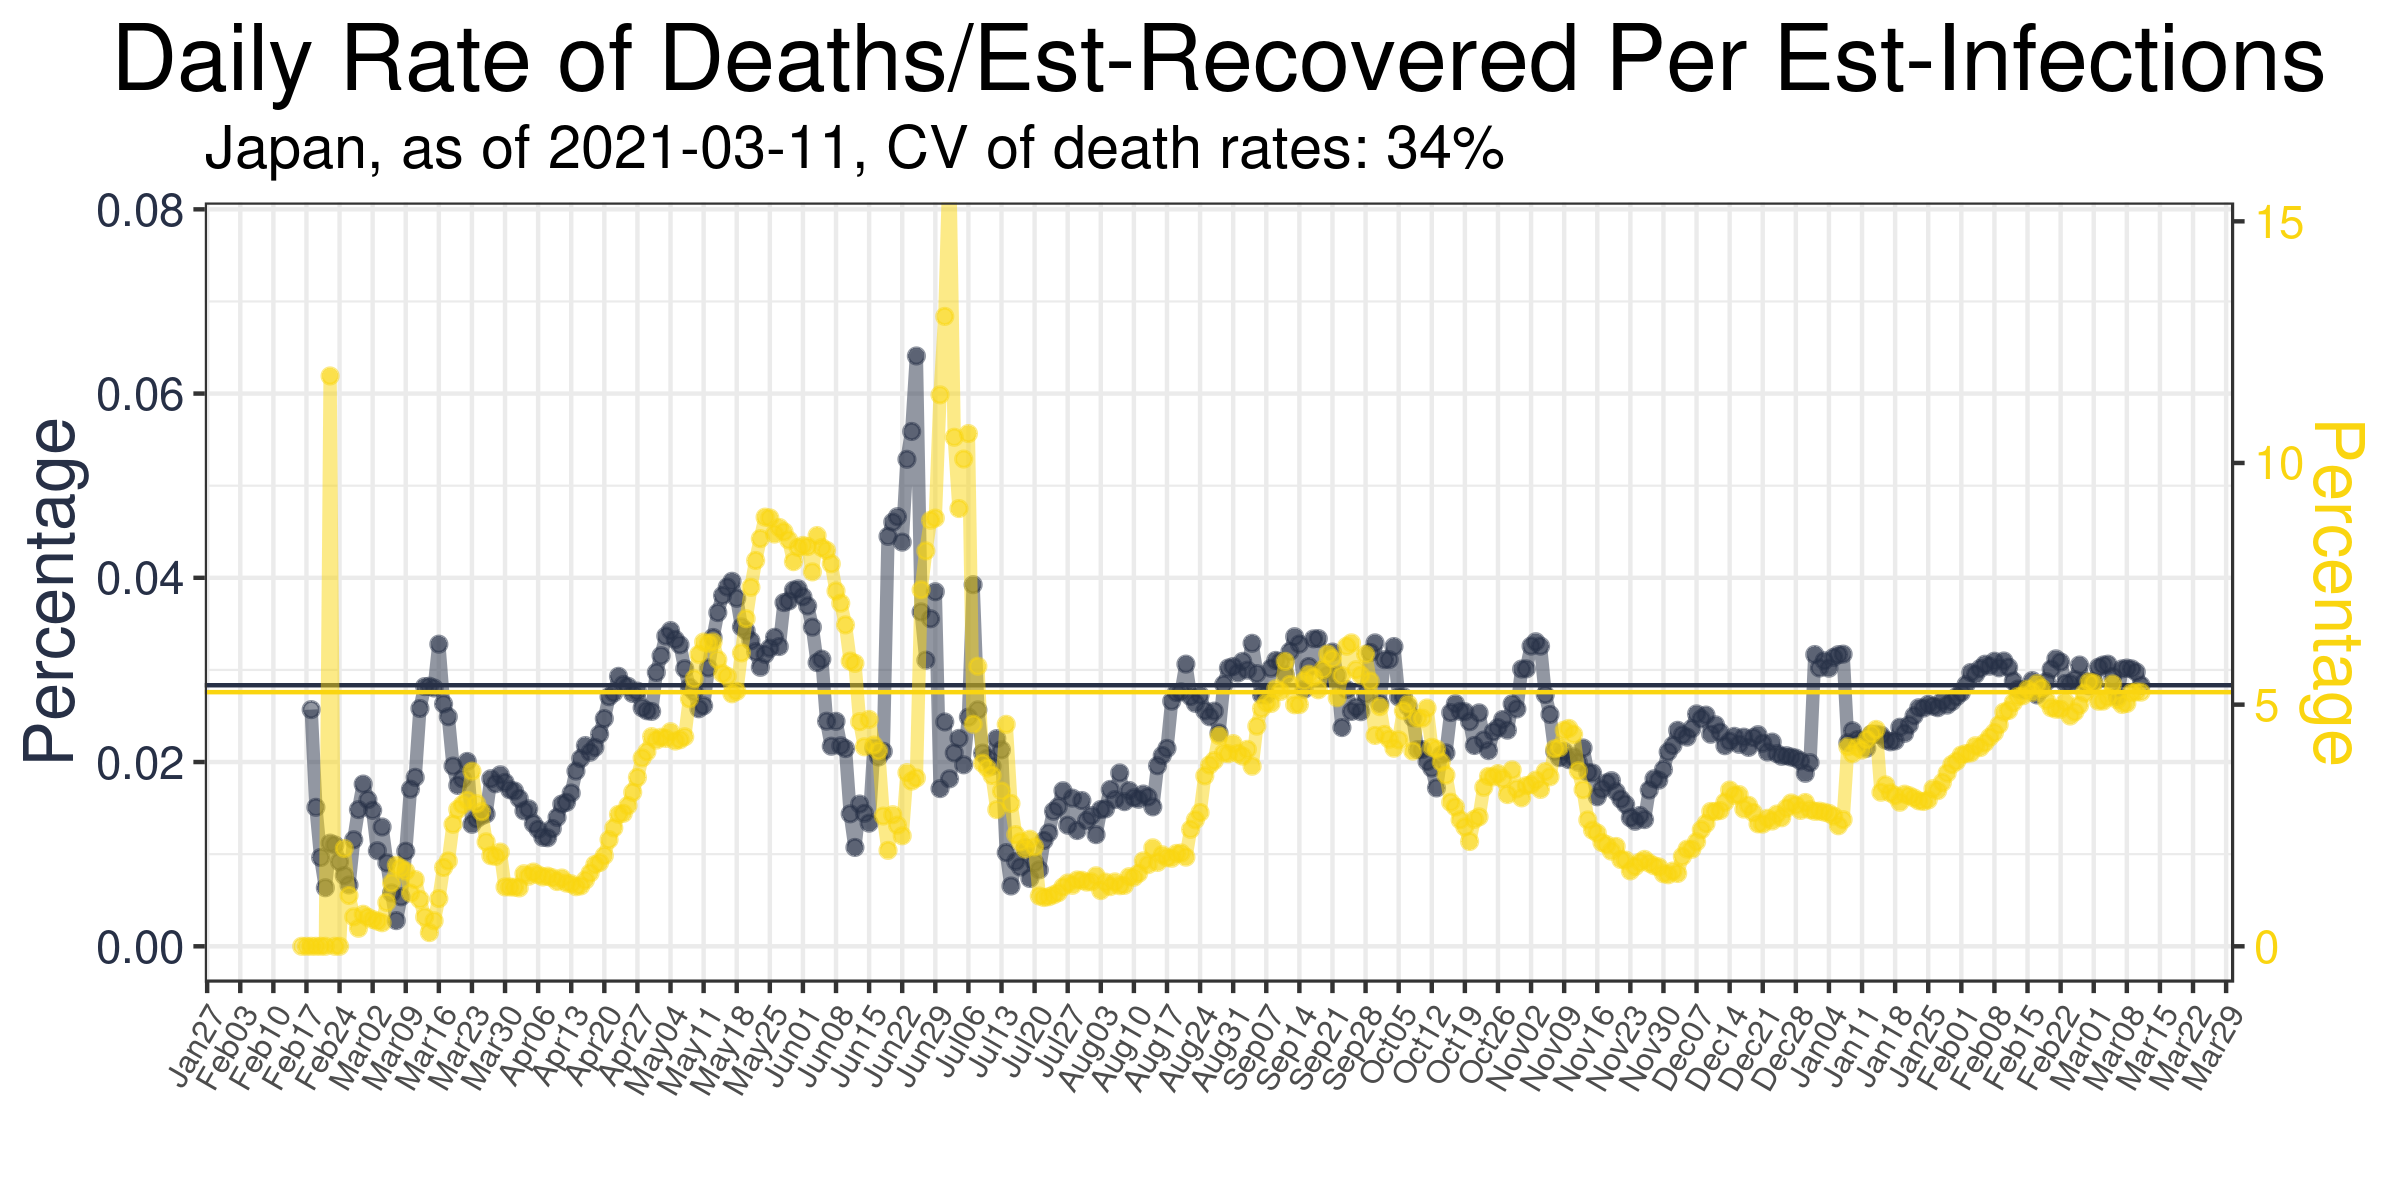 Daily Rate of Deaths/Est-Recovered Per Est-Infections
Japan, as of 2021-03-11, CV of death rates: 34%
Percentage
0.08
0.06
0.04
0.02
0.00
15
10
5
0
Percentage
Jan27
Feb03
Feb10
Feb17
Feb24
Mar02
Mar09
Mar16
Mar23
Mar30
Apr06
Apr13
Apr20
Apr27
May04
May11
May18
May25
Jun01
Jun08
Jun15
Jun22
Jun29
Jul06
Jul13
Jul20
Jul27
Aug03
Aug10
Aug17
Aug24
Aug31
Sep07
Sep14
Sep21
Sep28
Oct05
Oct12
Oct19
Oct26
Nov02
Nov09
Nov16
Nov23
Nov30
Dec07
Dec14
Dec21
Dec28
Jan04
Jan11
Jan18
Jan25
Feb01
Feb08
Feb15
Feb22
Mar01
Mar08
Mar15
Mar22
Mar29